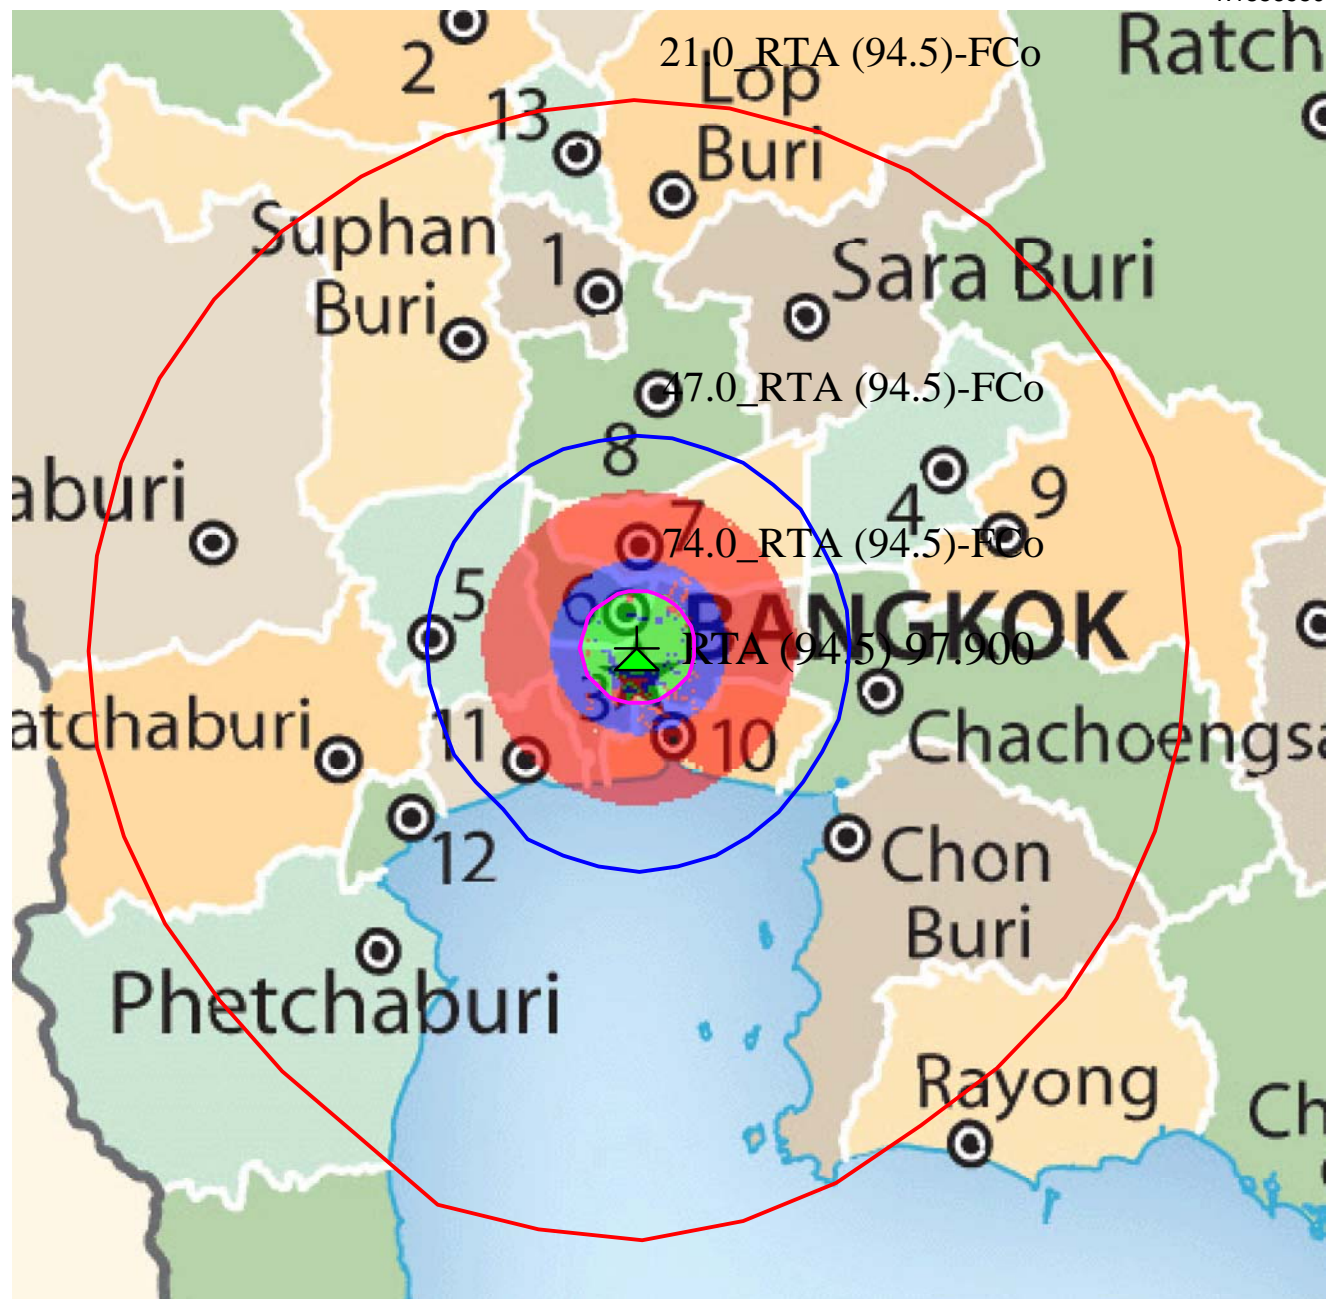 21.0_RTA (94.5)-FCo
Ratch
2
Lop
Buri
13
Suphan
Buri
1
Sara Buri
47.0_RTA (94.5)-FCo
8
aburi
4
9
7
74.0_RTA (94.5)-FCo
5
6
BANGKOK
RTA (94.5) 97.900
3
atchaburi
11
10
Chachoengsa
12
Chon
Buri
Phetchaburi
Rayong
Ch